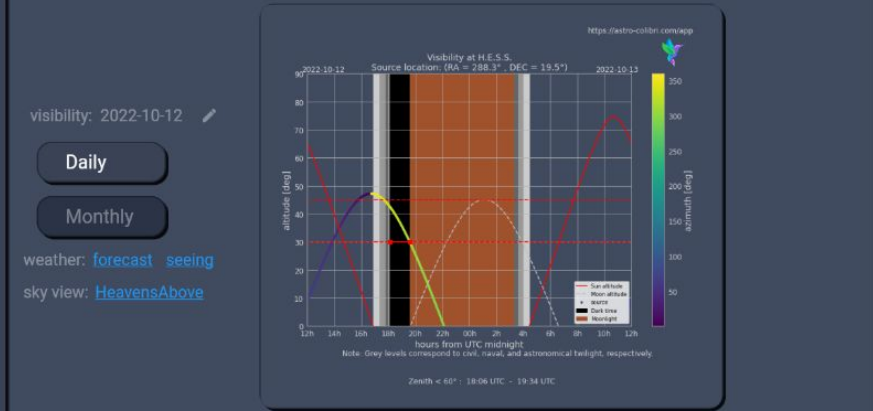 https://astro-colibri.com/app
Visibility at H.E.S.S.
2022-10-12 Source location: (RA = 288.3° , DEC = 19.5°) 2022-10-13
visibility: 2022-10-12
Daily
Monthly
weather: forecast seeing
sky view: HeavensAbove
altitude [deg]
90
80
70
60
50
40
30
20
10
0
12h 14h 16h 18h 20h 22h 00h 2h 4h 6h 8h 10h 12h
hours from UTC midnight
Sun altitude
Moon altitude
source
Dark time
Moonlight
350
300
250
200
150
100
50
azimuth [deg]
Note: Grey levels correspond to civil, naval, and astronomical twilight, respectively.
Zenith < 60° : 18:06 UTC - 19:34 UTC